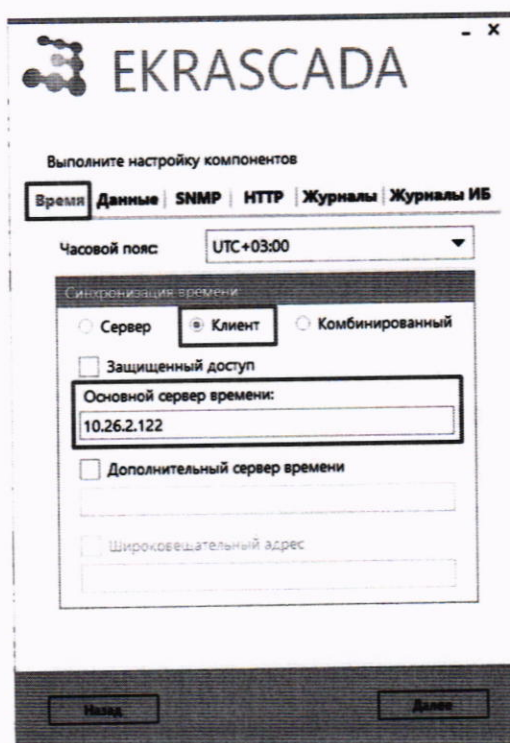 EKRASCADA
Выполните настройку компонентов
Время Данные SNMP HTTP Журналы Журналы ИБ
Часовой пояс: UTC+03:00
Синхронизация времени
Сервер Клиент Комбинированный
Защищенный доступ
Основной сервер времени:
10.26.2.122
Дополнительный сервер времени
Широковещательный адрес
Назад Далее